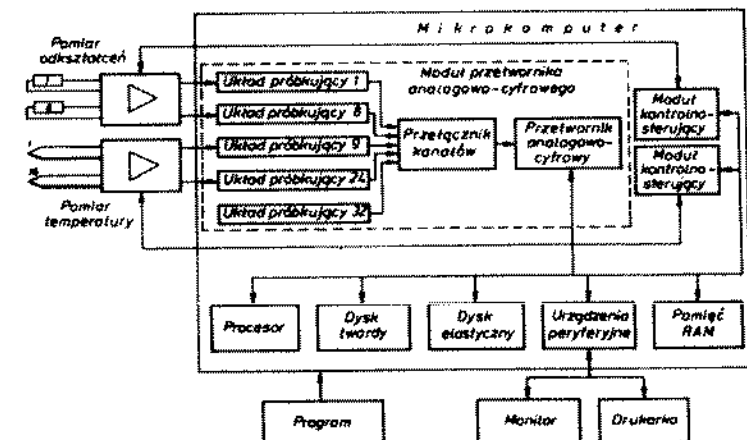 Mikrokomputer
Pomiar
odkształceń
Układ próbkujący 1
Układ próbkujący 8
Układ próbkujący 9
Układ próbkujący 24
Układ próbkujący 32
Moduł przetwornika
analogowo-cyfrowego
Przełącznik
kanałów
Przetwornik
analogowo-
cyfrowy
Moduł
kontrolno-
sterujący
Moduł
kontrolno-
sterujący
Pomiar
temperatury
Procesor
Dysk
twardy
Dysk
elastyczny
Urządzenia
peryferyjne
Pamięć
RAM
Program
Monitor
Drukarka